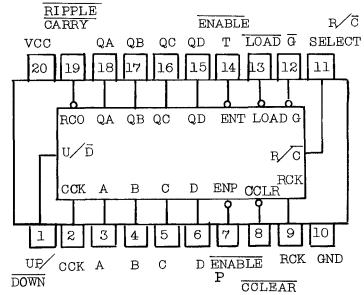 RIPPLE ENABLE R/C
CARRY
VCC QA QB QC QD T LOAD G SELECT
20 19 18 17 16 15 14 13 12 11
RCO QA QB QC QD ENT LOAD G
U/D R/C
CCK A B C D ENP CCLR RCK
1 2 3 4 5 6 7 8 9 10
UP/ CCK A B C D ENABLE RCK GND
DOWN P CCLEAR